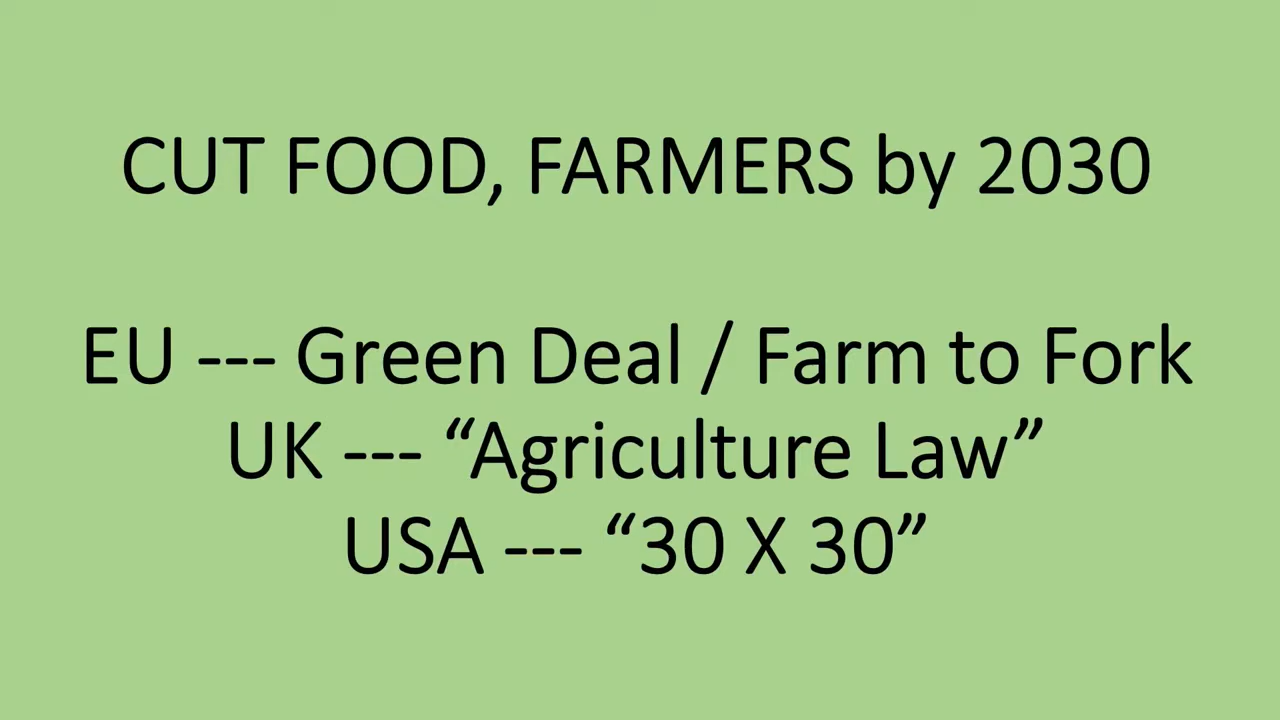 CUT FOOD, FARMERS by 2030
EU --- Green Deal / Farm to Fork
UK --- “Agriculture Law”
USA --- “30 X 30”